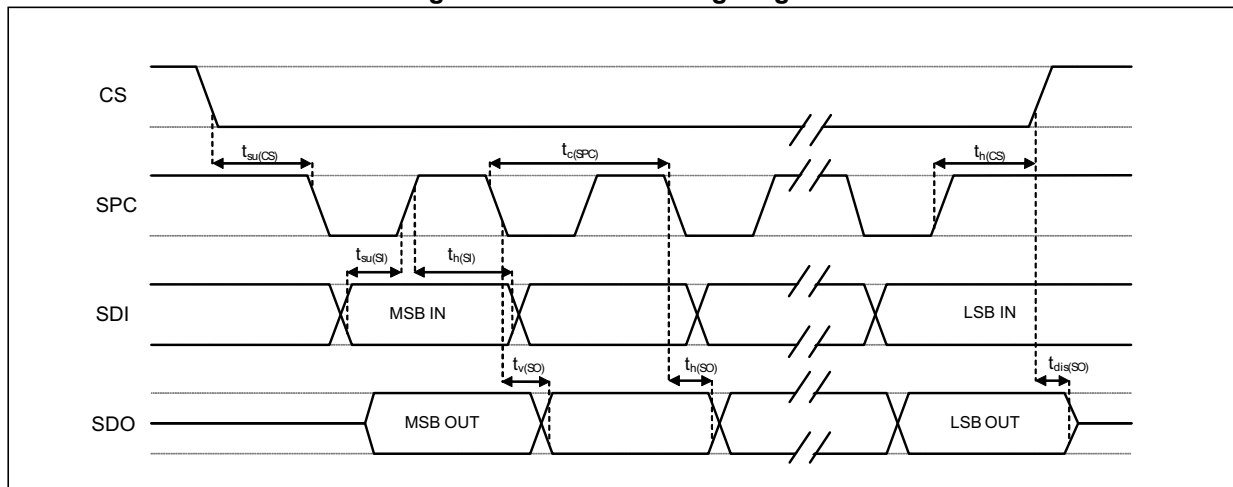 CS
t_su(CS) t_c(SPC) t_h(CS)
SPC
t_su(SI) t_h(SI)
SDI MSB IN LSB IN
t_v(SO) t_h(SO) t_dis(SO)
SDO MSB OUT LSB OUT